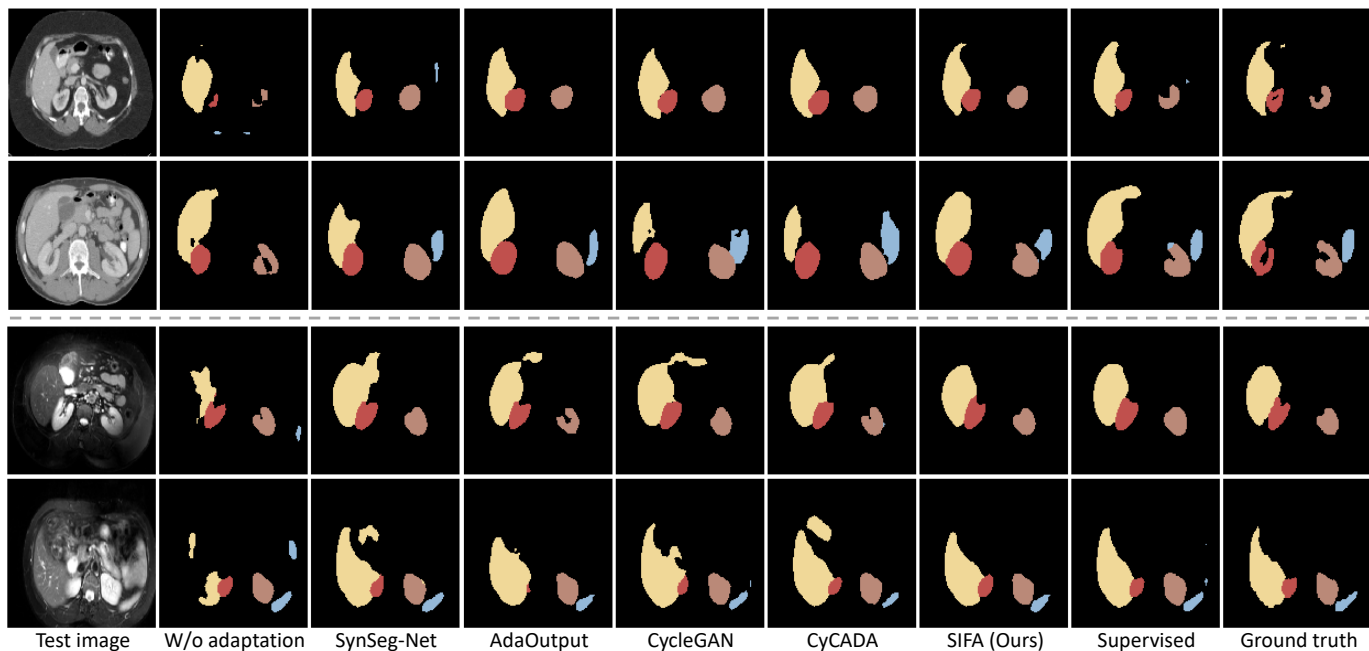 Test image W/o adaptation SynSeg-Net AdaOutput CycleGAN CyCADA SIFA (Ours) Supervised Ground truth